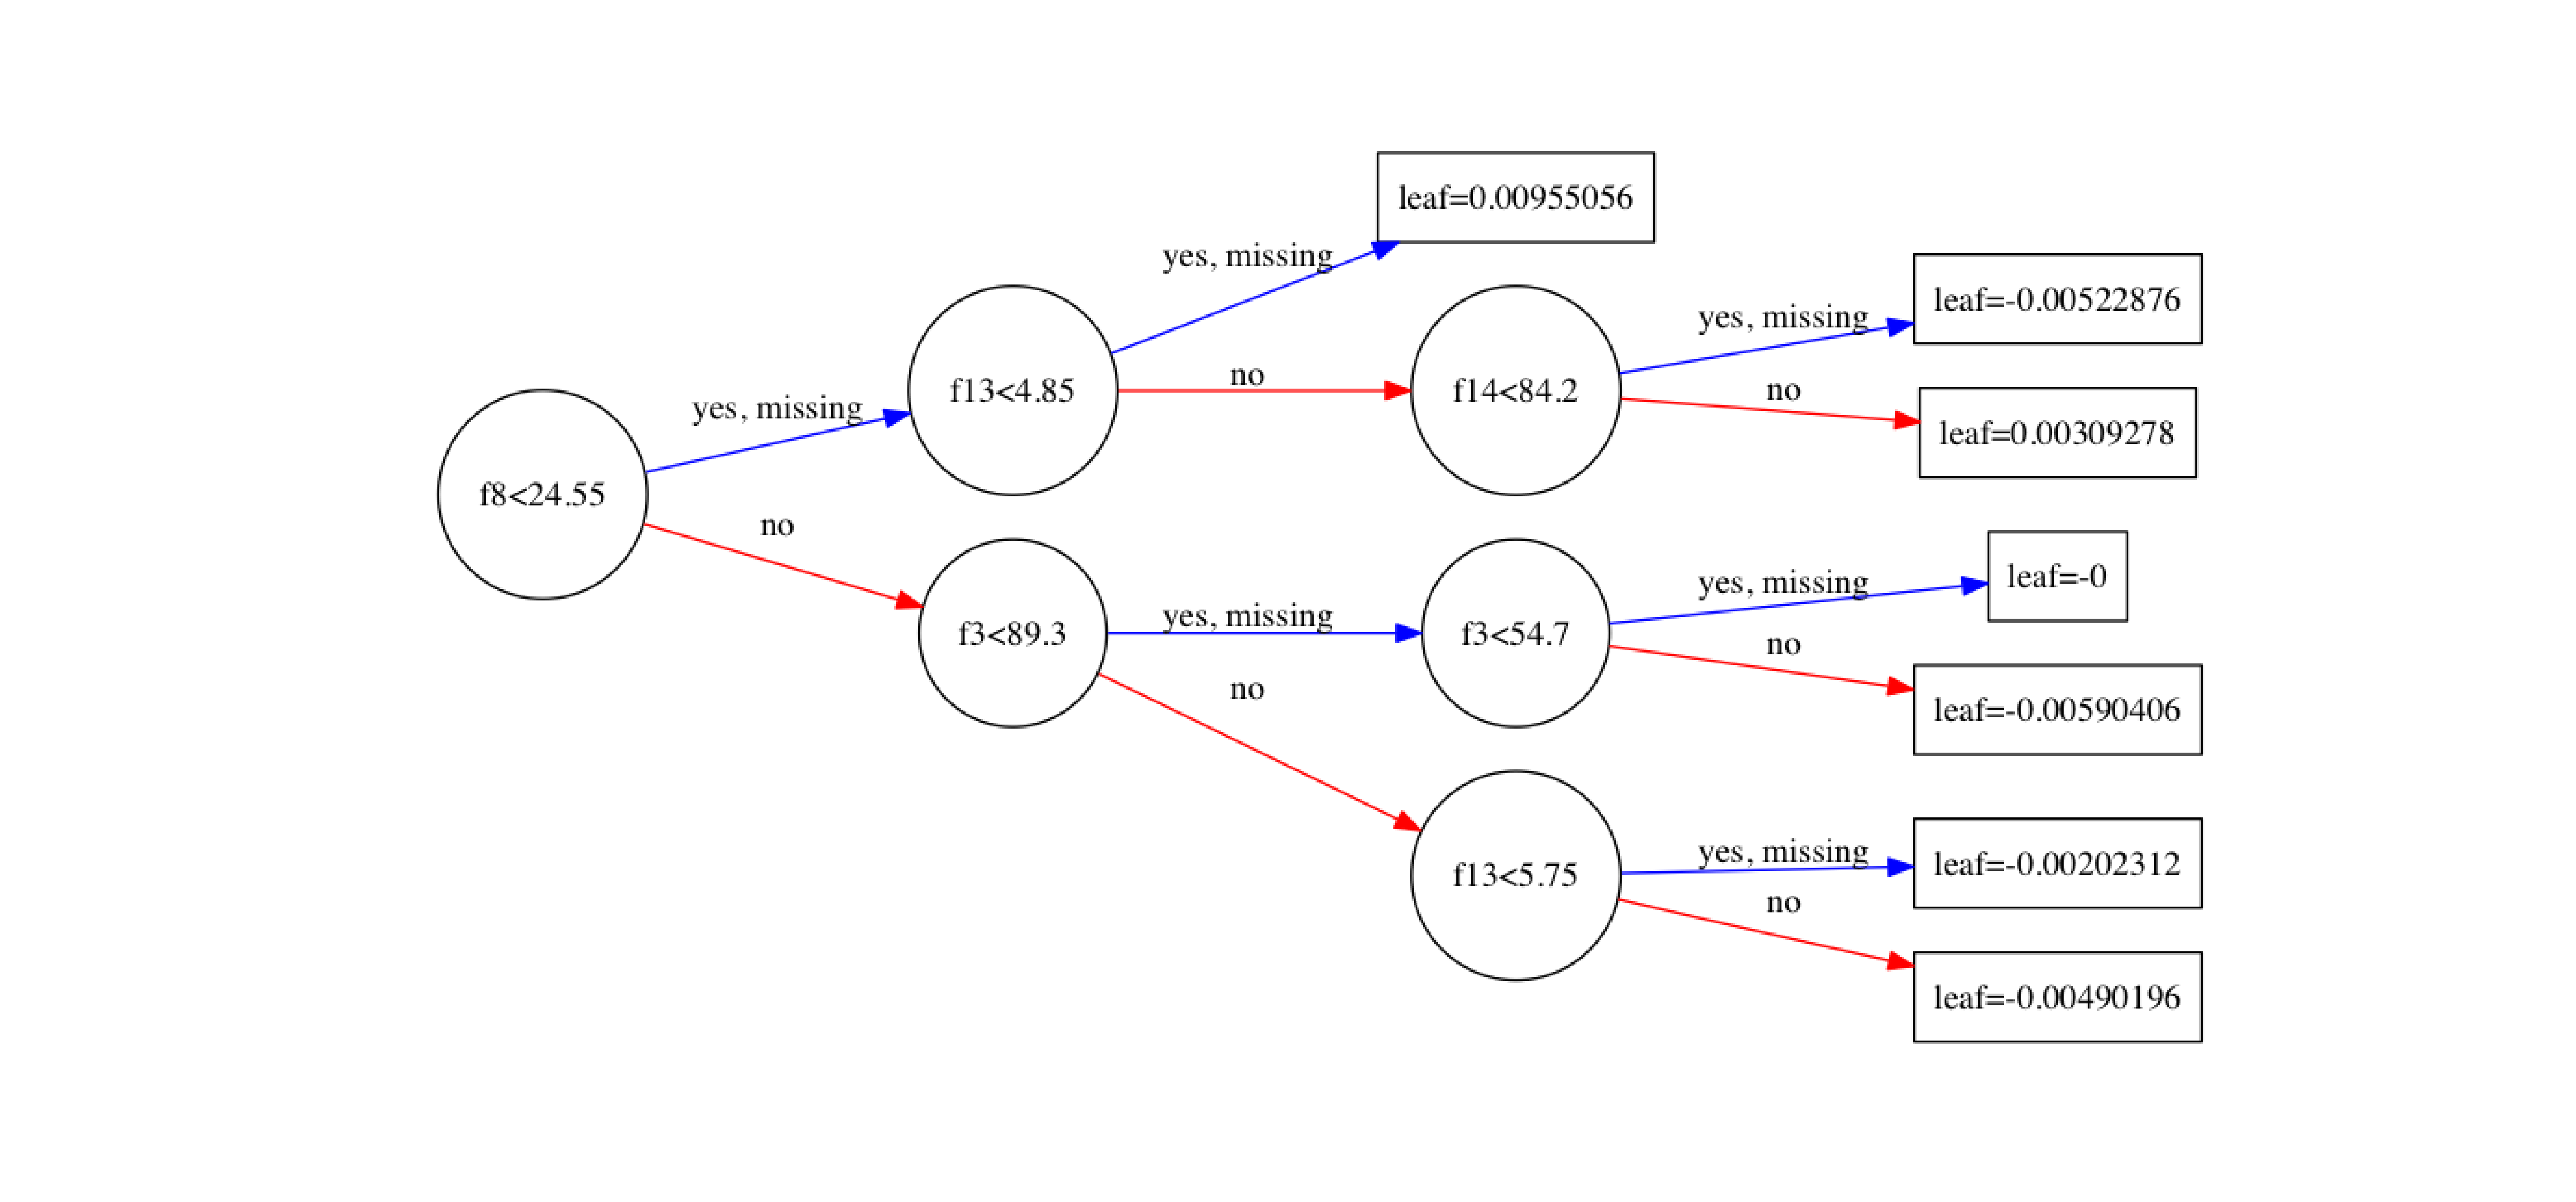 leaf=0.00955056
yes, missing
leaf=-0.00522876
yes, missing
f13<4.85
no
f14<84.2
no
yes, missing
leaf=0.00309278
f8<24.55
no
leaf=-0
yes, missing
yes, missing
f3<89.3
f3<54.7
no
no
leaf=-0.00590406
yes, missing
leaf=-0.00202312
f13<5.75
no
leaf=-0.00490196